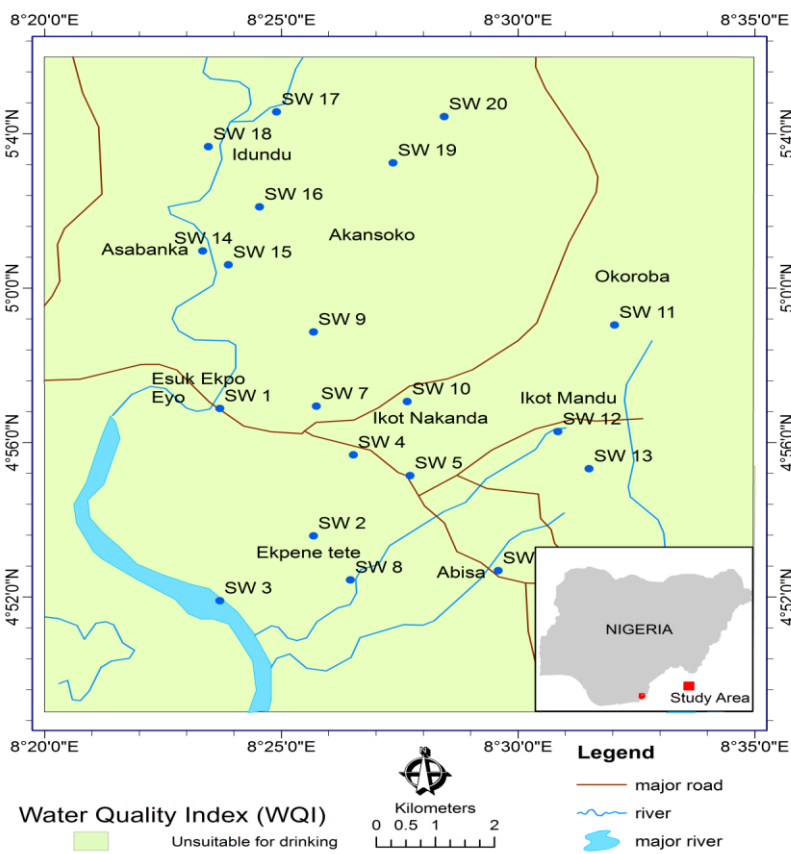 8°20'0"E 8°25'0"E 8°30'0"E 8°35'0"E
SW 17
SW 20
5°4'0"N 5°4'0"N
SW 18
Idundu
SW 19
SW 16
Akansoko
SW 14
Asabanka
SW 15
Okoroba
5°0'0"N 5°0'0"N
SW 11
SW 9
Esuk Ekpo
Eyo
SW 1
SW 7
SW 10
Ikot Mandu
Ikot Nakanda
SW 12
4°56'0"N 4°56'0"N
SW 4
SW 5
SW 13
SW 2
Ekpene tete
SW 8
Abisa
SW
4°52'0"N 4°52'0"N
SW 3
NIGERIA
Study Area
8°20'0"E 8°25'0"E 8°30'0"E 8°35'0"E
Legend
major road
river
major river
Kilometers
0 0.5 1 2
Water Quality Index (WQI)
Unsuitable for drinking